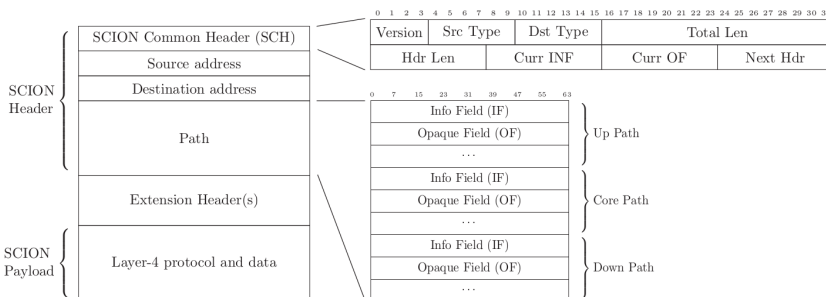 0 1 2 3 4 5 6 7 8 9 10 11 12 13 14 15 16 17 18 19 20 21 22 23 24 25 26 27 28 29 30
Version Src Type Dst Type Total Len
Hdr Len Curr INF Curr OF Next Hdr
SCION Header
SCION Common Header (SCH)
Source address
Destination address
Path
Extension Header(s)
SCION Payload
Layer-4 protocol and data
0 7 15 23 31 39 47 55 63
Info Field (IF)
Opaque Field (OF)
...
Up Path
Info Field (IF)
Opaque Field (OF)
...
Core Path
Info Field (IF)
Opaque Field (OF)
...
Down Path